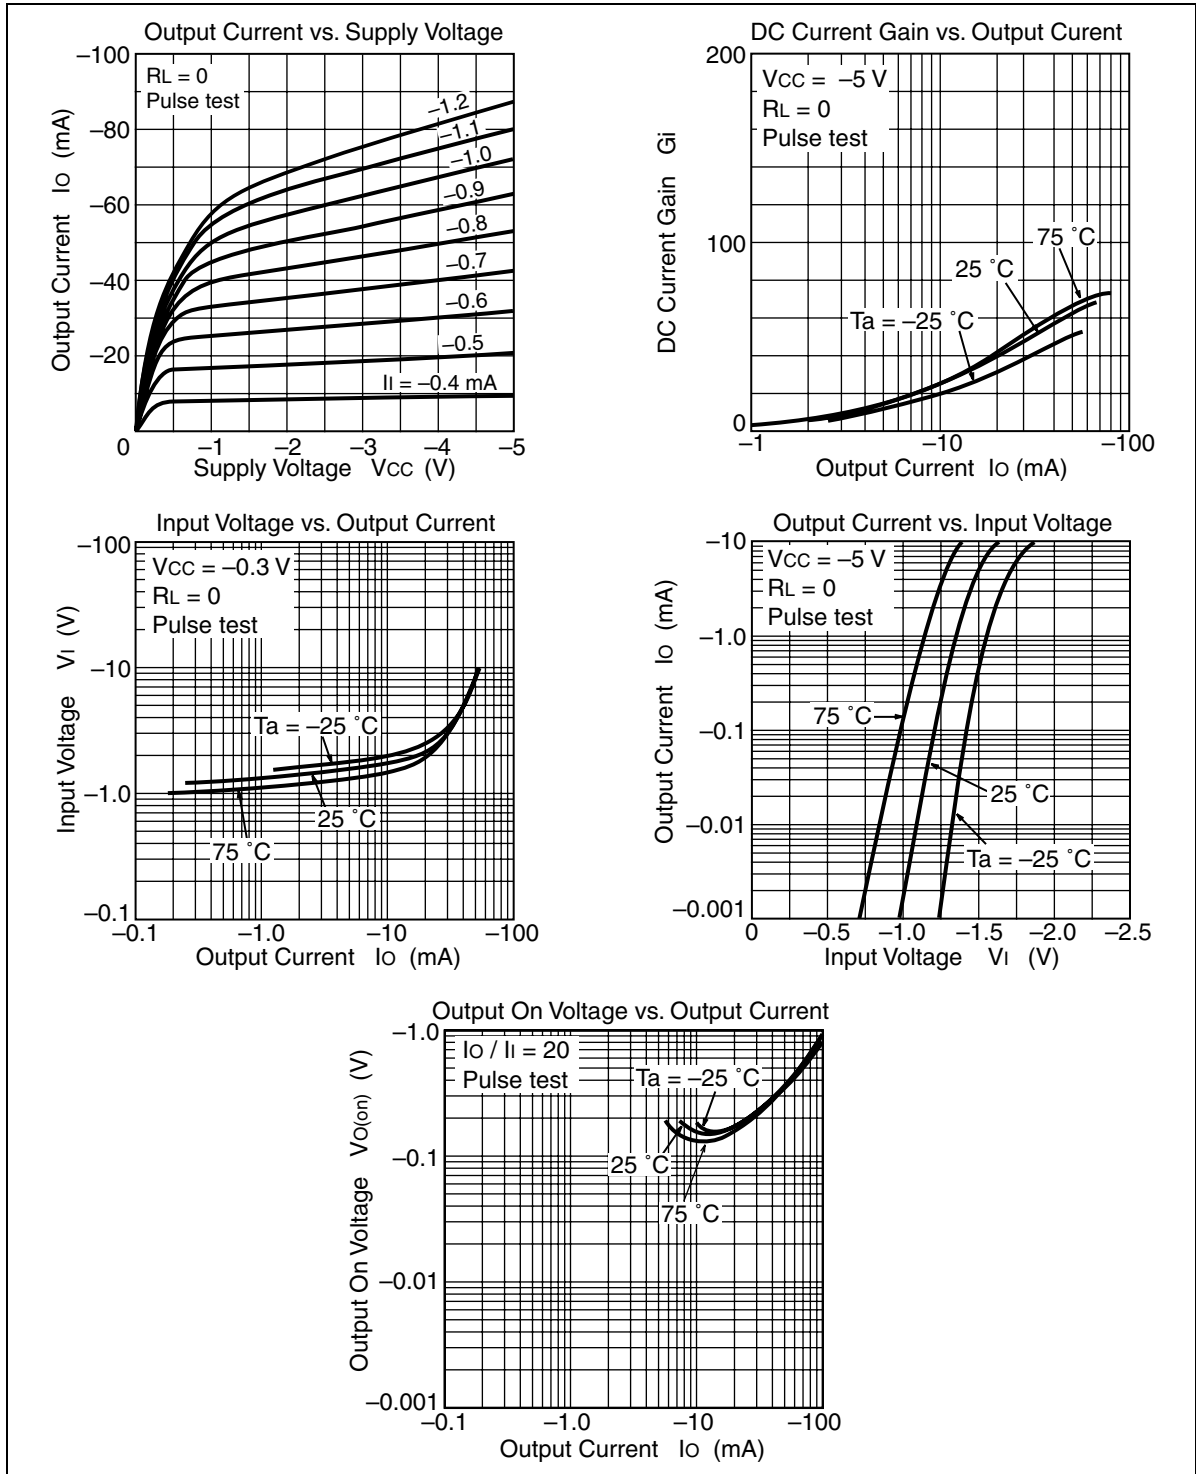 Output Current vs. Supply Voltage
–100
–80
–60
–40
–20
0
Output Current IO (mA)
RL = 0
Pulse test
–1.2
–1.1
–1.0
–0.9
–0.8
–0.7
–0.6
–0.5
II = –0.4 mA
–1
–2
–3
–4
–5
Supply Voltage VCC (V)
DC Current Gain vs. Output Curent
200
100
0
DC Current Gain Gi
VCC = –5 V
RL = 0
Pulse test
75 ˚C
25 ˚C
Ta = –25 ˚C
–1
–10
–100
Output Current IO (mA)
Input Voltage vs. Output Current
–100
–10
–1.0
–0.1
Input Voltage VI (V)
VCC = –0.3 V
RL = 0
Pulse test
Ta = –25 ˚C
25 ˚C
75 ˚C
–0.1
–1.0
–10
–100
Output Current IO (mA)
Output Current vs. Input Voltage
–10
–1.0
–0.1
–0.01
–0.001
Output Current IO (mA)
VCC = –5 V
RL = 0
Pulse test
75 ˚C
25 ˚C
Ta = –25 ˚C
0
–0.5
–1.0
–1.5
–2.0
–2.5
Input Voltage VI (V)
Output On Voltage vs. Output Current
–1.0
–0.1
–0.01
–0.001
Output On Voltage VO(on) (V)
IO / II = 20
Pulse test
Ta = –25 ˚C
25 ˚C
75 ˚C
–0.1
–1.0
–10
–100
Output Current IO (mA)